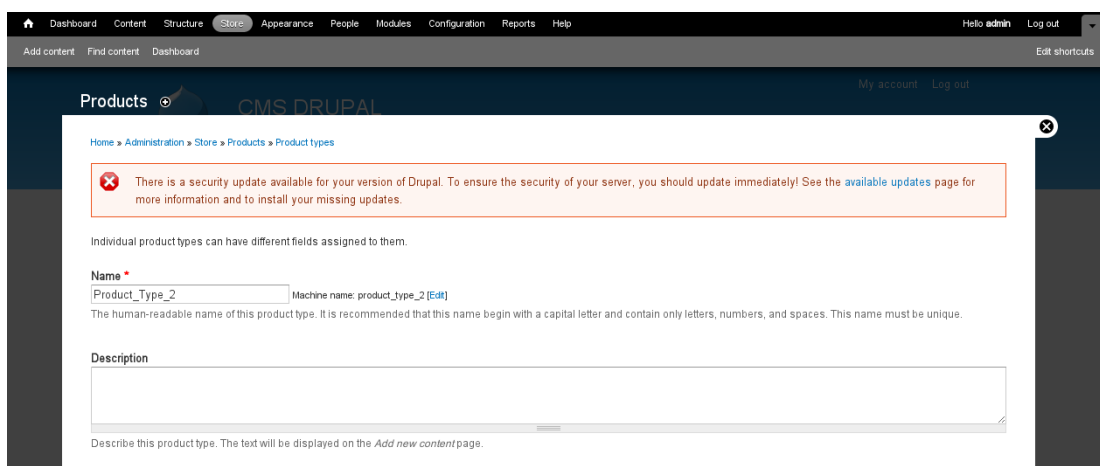 Dashboard Content Structure Store Appearance People Modules Configuration Reports Help Hello admin Log out
Add content Find content Dashboard Edit shortcuts
My account Log out
Products
CMS DRUPAL
Home » Administration » Store » Products » Product types
There is a security update available for your version of Drupal. To ensure the security of your server, you should update immediately! See the available updates page for
more information and to install your missing updates.
Individual product types can have different fields assigned to them.
Name *
Product_Type_2 Machine name: product_type_2 [Edit]
The human-readable name of this product type. It is recommended that this name begin with a capital letter and contain only letters, numbers, and spaces. This name must be unique.
Description
Describe this product type. The text will be displayed on the Add new content page.